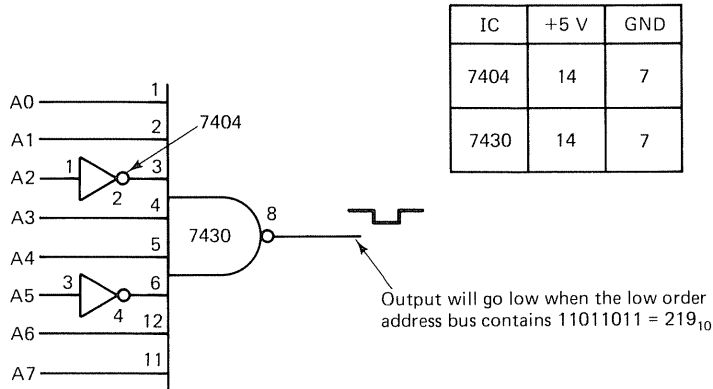 IC +5 V GND
7404 14 7
7430 14 7
A0 1
A1 2
7404
A2 1 2 3
A3 4
7430 8
A4 5
A5 3 4 6
A6 12
A7 11
Output will go low when the low order
address bus contains 11011011 = 219₁₀